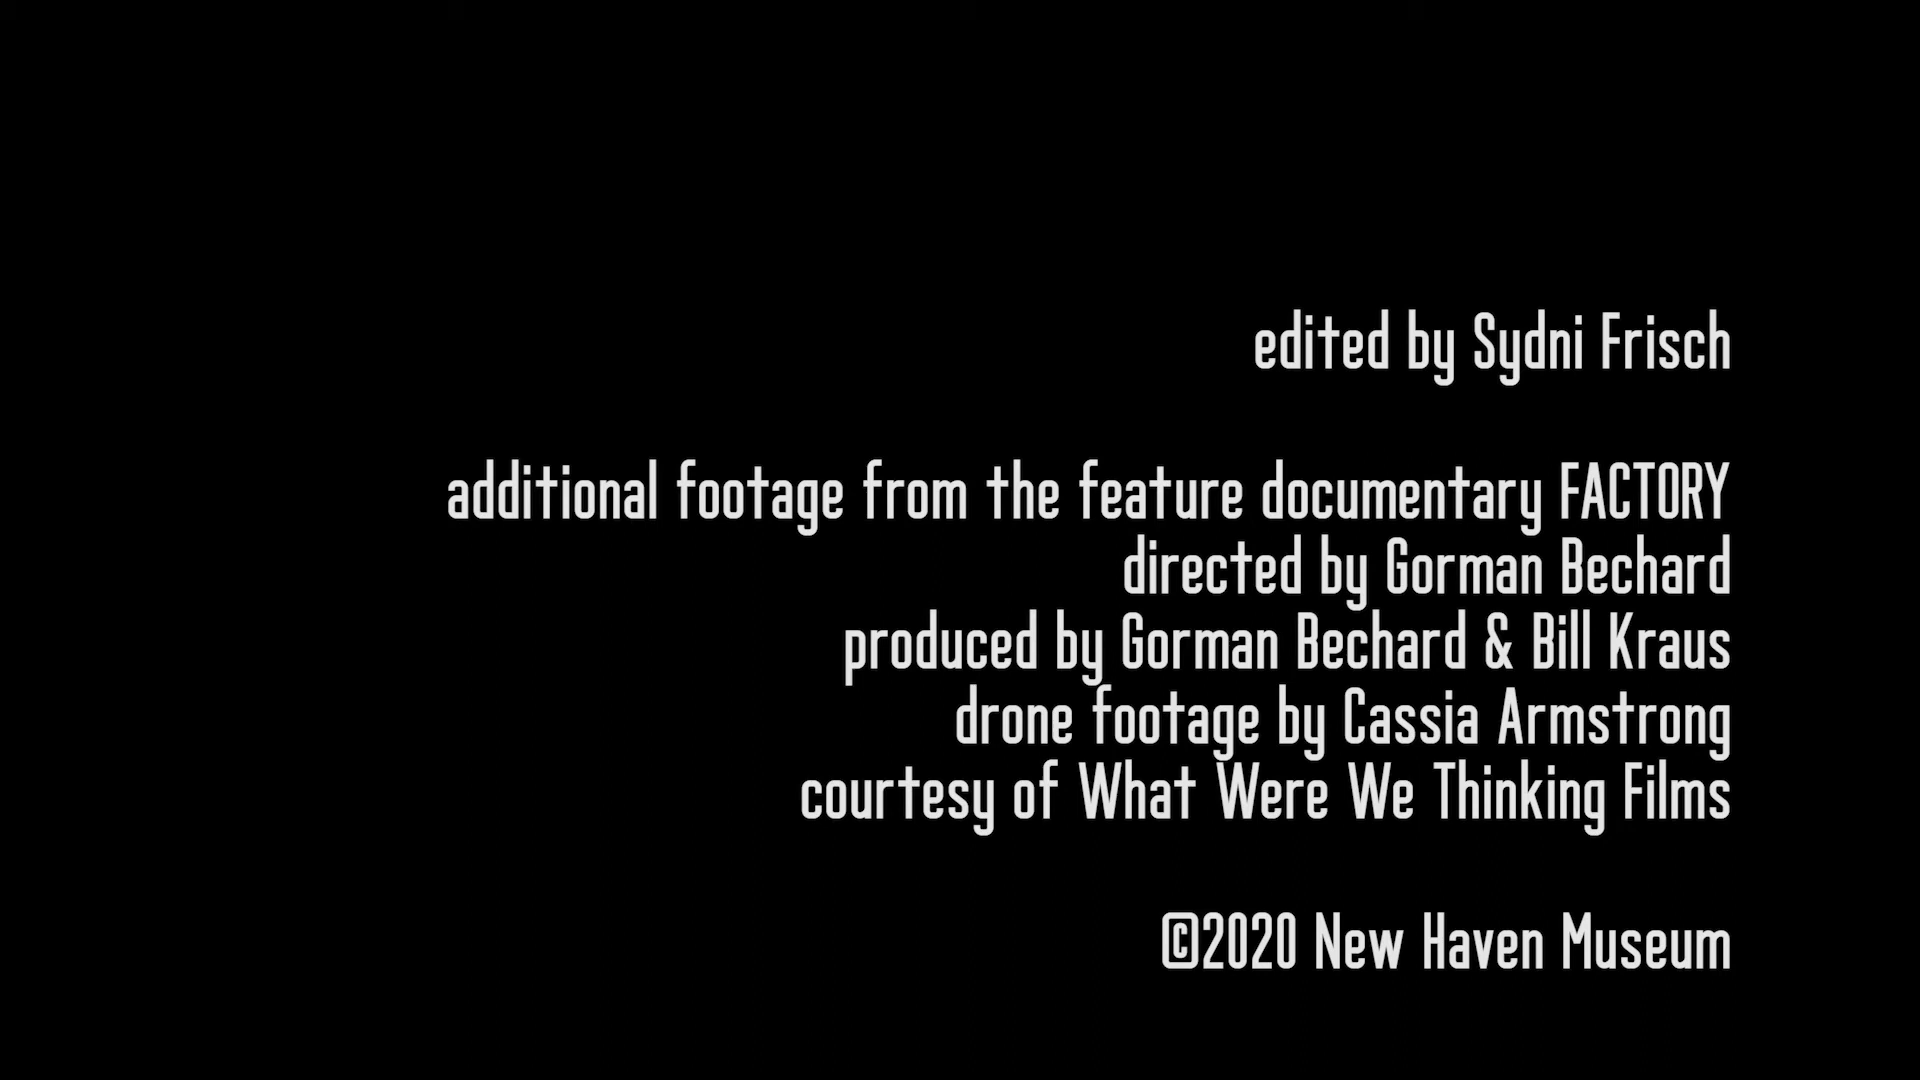 edited by Sydni Frisch
additional footage from the feature documentary FACTORY
directed by Gorman Bechard
produced by Gorman Bechard & Bill Kraus
drone footage by Cassia Armstrong
courtesy of What Were We Thinking Films
©2020 New Haven Museum